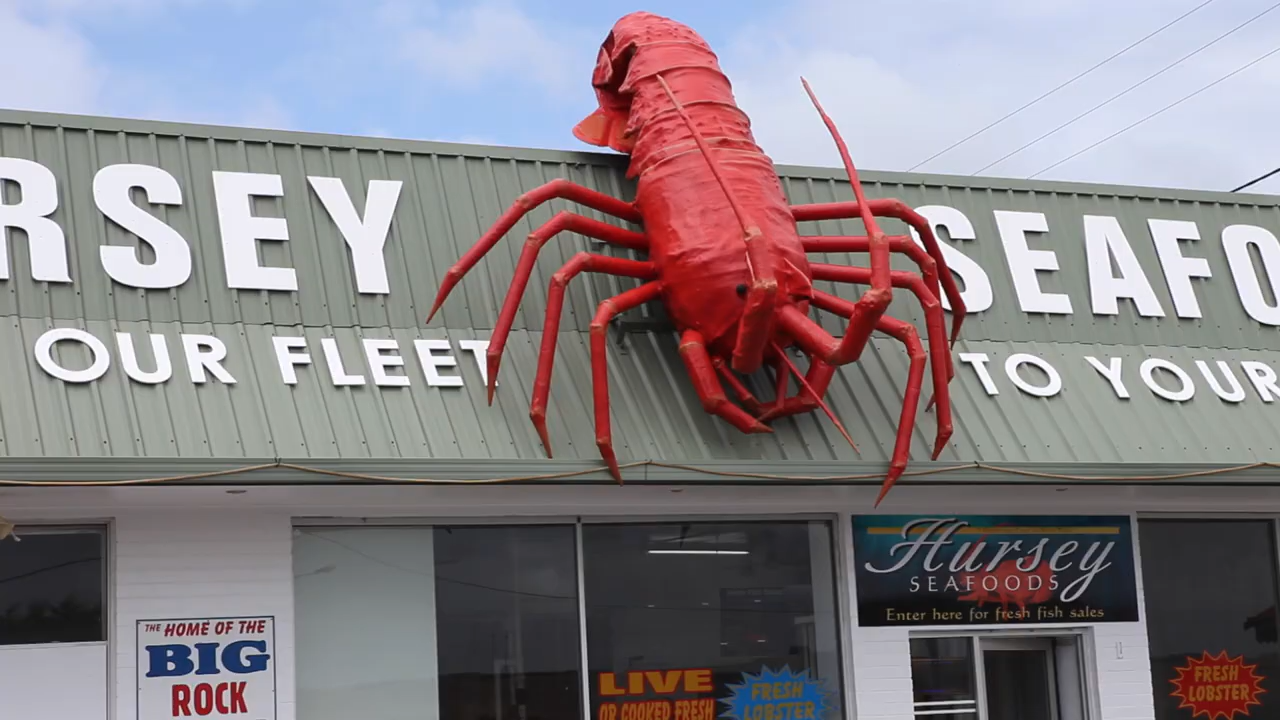 RSEY SEAFO
OUR FLEET TO YOUR
Hursey
SEAFOODS
Enter here for fresh fish sales
THE HOME OF THE
BIG
ROCK
LIVE
OR COOKED FRESH
FRESH
LOBSTER
FRESH
LOBSTER